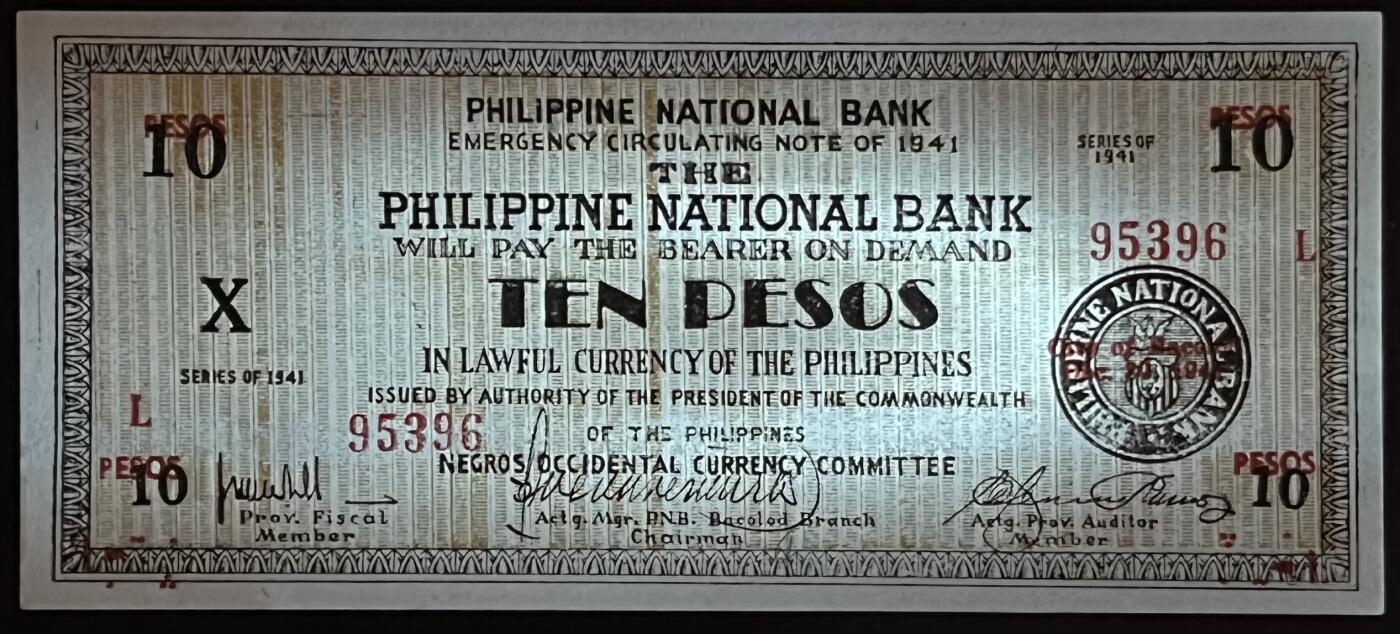 PESOS
10
PHILIPPINE NATIONAL BANK
EMERGENCY CIRCULATING NOTE OF 1941
SERIES OF
1941
PESOS
10
THE
PHILIPPINE NATIONAL BANK
WILL PAY THE BEARER ON DEMAND
95396 L
X
TEN PESOS
SERIES OF 1941
IN LAWFUL CURRENCY OF THE PHILIPPINES
ISSUED BY AUTHORITY OF THE PRESIDENT OF THE COMMONWEALTH
OF THE PHILIPPINES
PHILIPPINE NATIONAL BANK
City of
L
95396
NEGROS OCCIDENTAL CURRENCY COMMITTEE
PESOS
10
PESOS
10
Prov. Fiscal
Member
Actg. Mgr. P.N.B. Bacolod Branch
Chairman
Actg. Prov. Auditor
Member